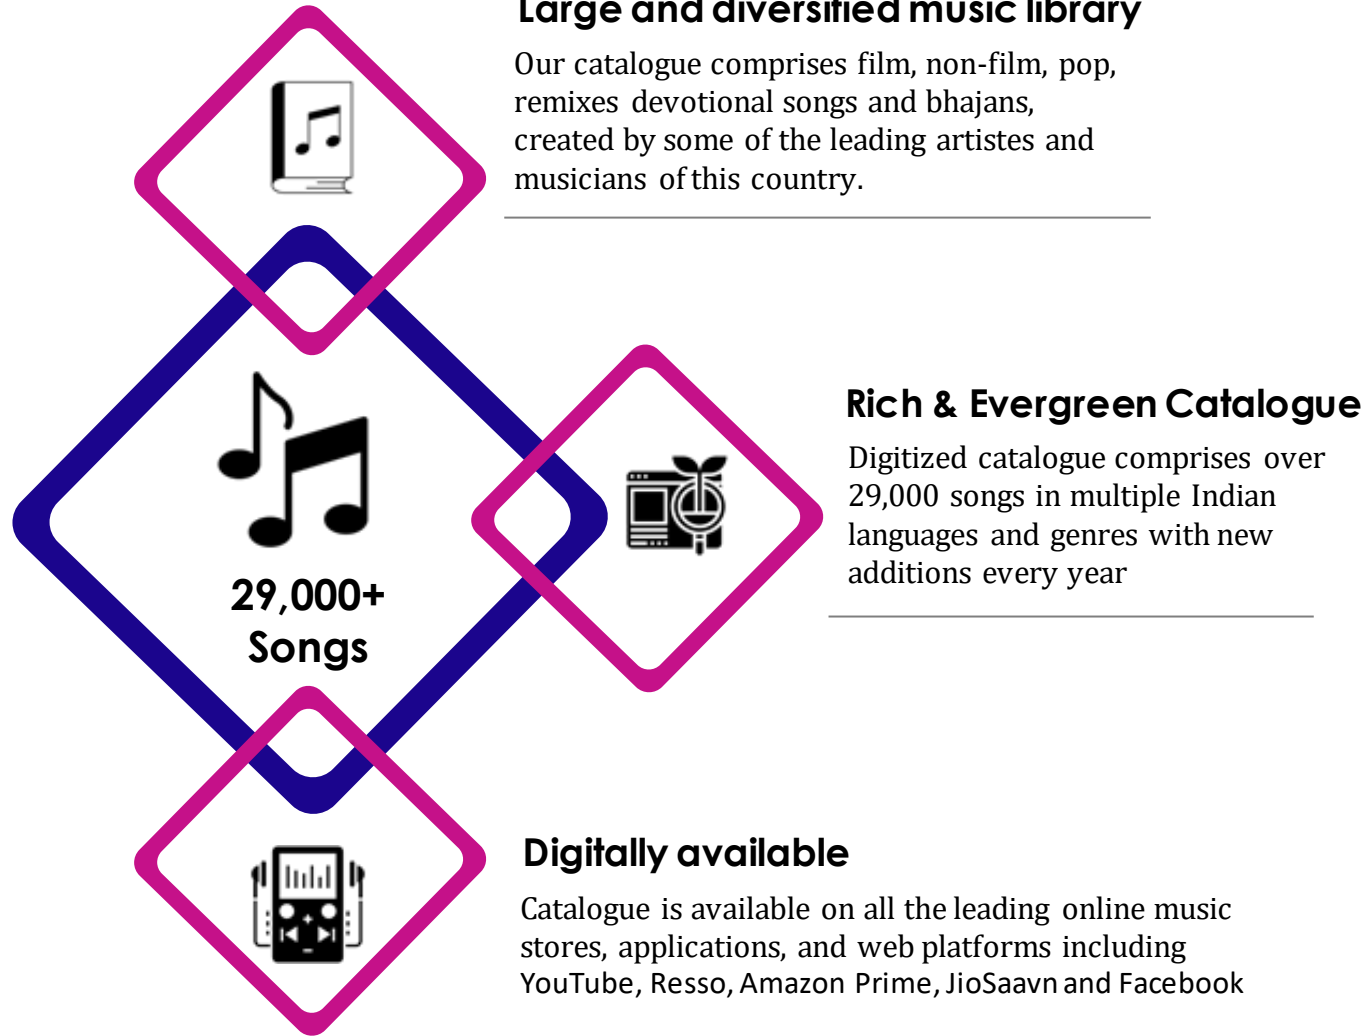 Large and diversified music library
Our catalogue comprises film, non-film, pop,
remixes devotional songs and bhajans,
created by some of the leading artistes and
musicians of this country.
29,000+
Songs
Rich & Evergreen Catalogue
Digitized catalogue comprises over
29,000 songs in multiple Indian
languages and genres with new
additions every year
Digitally available
Catalogue is available on all the leading online music
stores, applications, and web platforms including
YouTube, Resso, Amazon Prime, JioSaavn and Facebook